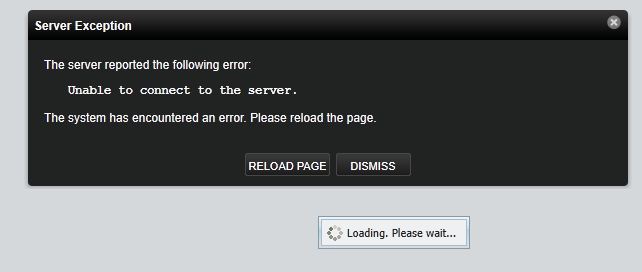 Server Exception
The server reported the following error:
Unable to connect to the server.
The system has encountered an error. Please reload the page.
RELOAD PAGE DISMISS
Loading. Please wait...